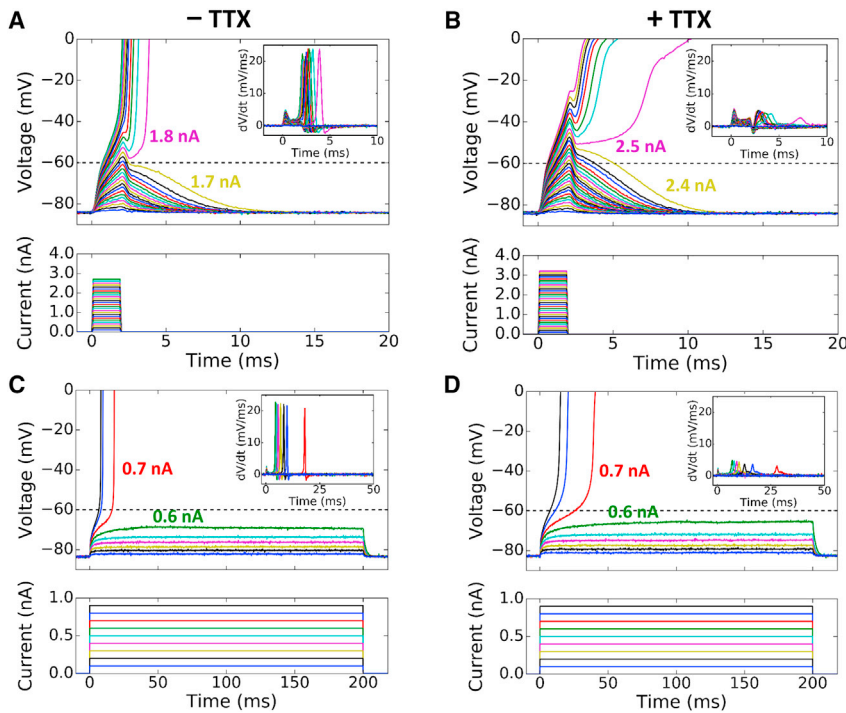 − TTX
+ TTX
A
Voltage (mV)
0
−20
−40
−60
−80
1.8 nA
1.7 nA
dV/dt (mV/ms)
20
10
0
0
5
10
Time (ms)
Current (nA)
4.0
3.0
2.0
1.0
0.0
0
5
10
15
20
Time (ms)
B
Voltage (mV)
0
−20
−40
−60
−80
2.5 nA
2.4 nA
dV/dt (mV/ms)
20
10
0
0
5
10
Time (ms)
Current (nA)
4.0
3.0
2.0
1.0
0.0
0
5
10
15
20
Time (ms)
C
Voltage (mV)
0
−20
−40
−60
−80
0.7 nA
0.6 nA
dV/dt (mV/ms)
20
10
0
0
25
50
Time (ms)
Current (nA)
1.0
0.5
0.0
0
50
100
150
200
Time (ms)
D
Voltage (mV)
0
−20
−40
−60
−80
0.7 nA
0.6 nA
dV/dt (mV/ms)
20
10
0
0
25
50
Time (ms)
Current (nA)
1.0
0.5
0.0
0
50
100
150
200
Time (ms)